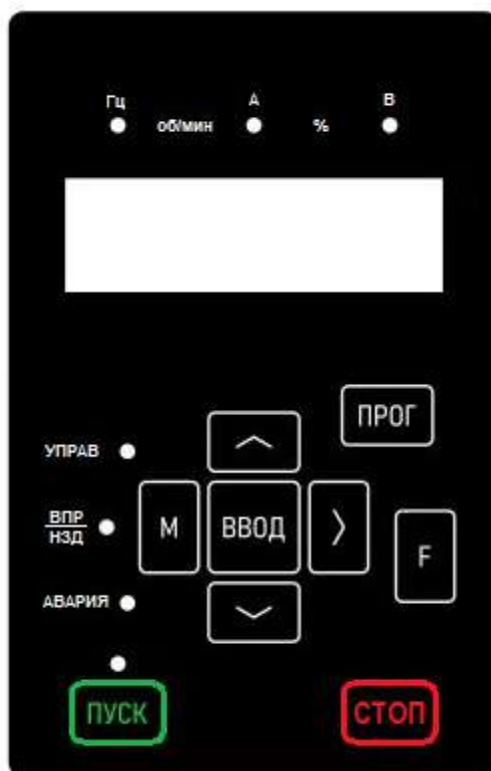 Гц об/мин А % В
ПРОГ
УПРАВ
ВПР
НЗД
М ВВОД >
F
АВАРИЯ
ПУСК СТОП